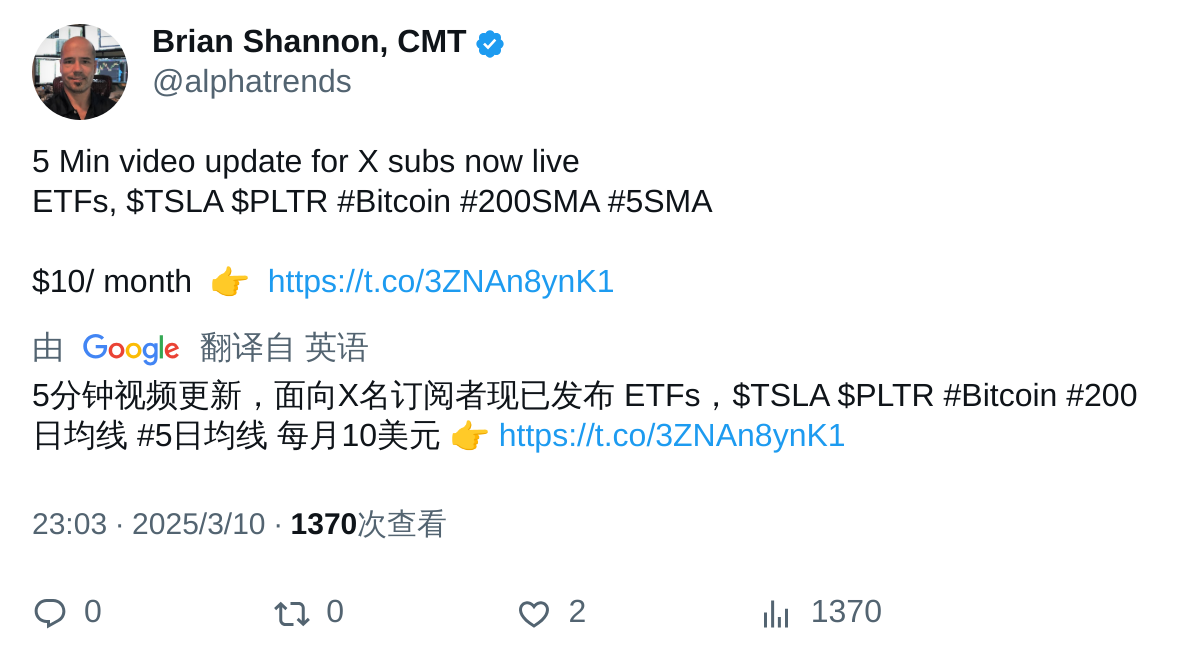 Brian Shannon, CMT
@alphatrends
5 Min video update for X subs now live
ETFs, $TSLA $PLTR #Bitcoin #200SMA #5SMA
$10/ month 👉 https://t.co/3ZNAn8ynK1
由 Google 翻译自 英语
5分钟视频更新，面向X名订阅者现已发布 ETFs，$TSLA $PLTR #Bitcoin #200
日均线 #5日均线 每月10美元 👉 https://t.co/3ZNAn8ynK1
23:03 · 2025/3/10 · 1370次查看
0 0 2 1370